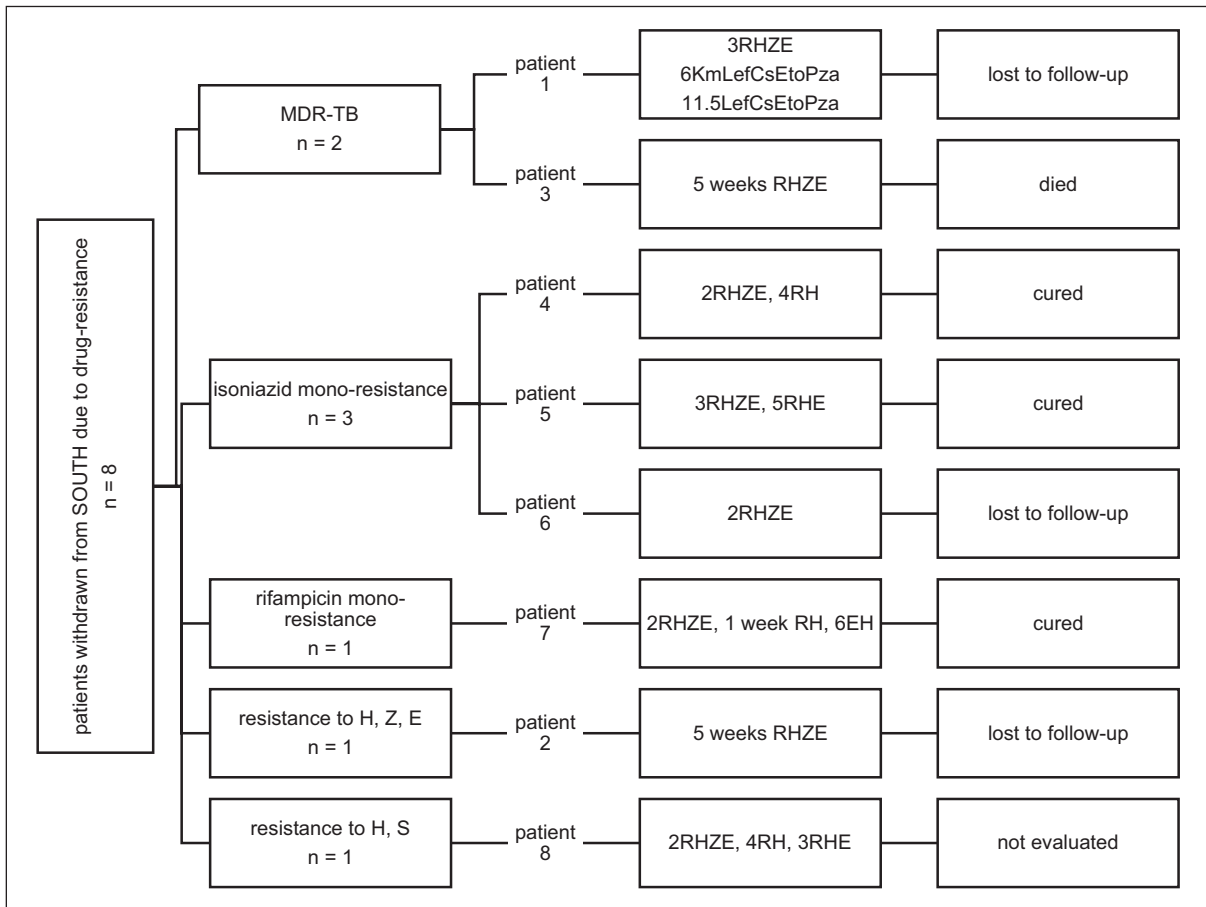 patients withdrawn from SOUTH due to drug-resistance
n = 8
MDR-TB
n = 2
patient
1
3RHZE
6KmLefCsEtoPza
11.5LefCsEtoPza
lost to follow-up
patient
3
5 weeks RHZE
died
isoniazid mono-resistance
n = 3
patient
4
2RHZE, 4RH
cured
patient
5
3RHZE, 5RHE
cured
patient
6
2RHZE
lost to follow-up
rifampicin mono-
resistance
n = 1
patient
7
2RHZE, 1 week RH, 6EH
cured
resistance to H, Z, E
n = 1
patient
2
5 weeks RHZE
lost to follow-up
resistance to H, S
n = 1
patient
8
2RHZE, 4RH, 3RHE
not evaluated